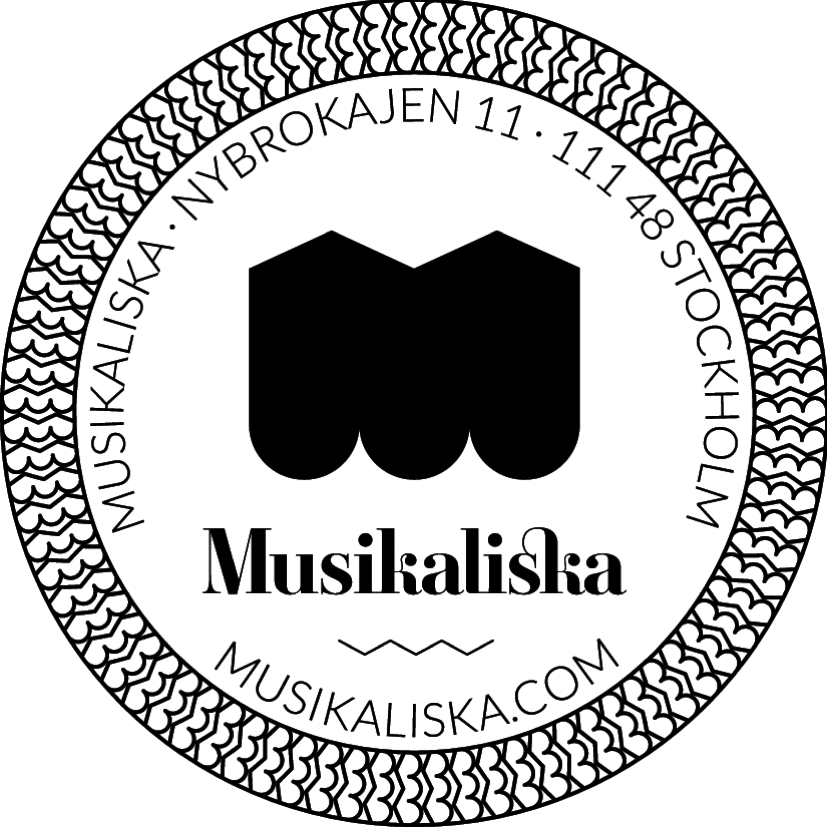 MUSIKALISKA · NYBROKAJEN 11 · 111 48 STOCKHOLM
Musikaliska
MUSIKALISKA.COM